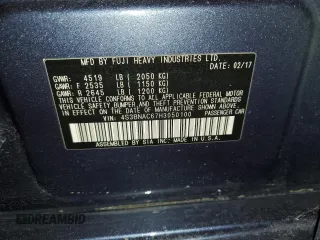 MFD BY FUJI HEAVY INDUSTRIES LTD.
DATE: 02/17
GVWR: 4519 LB ( 2050 KG)
GAWR: F 2535 LB ( 1150 KG)
GAWR: R 2645 LB ( 1200 KG)
THIS VEHICLE CONFORMS TO ALL APPLICABLE FEDERAL MOTOR
VEHICLE SAFETY, BUMPER, AND THEFT PREVENTION STANDARDS
IN EFFECT ON THE DATE OF MANUFACTURE SHOWN ABOVE.
VIN: 4S3BNAC67H3050100 PASSENGER CAR
ASSEMBLED BY SIA INC. MADE IN U.S.A.
DREAMBID